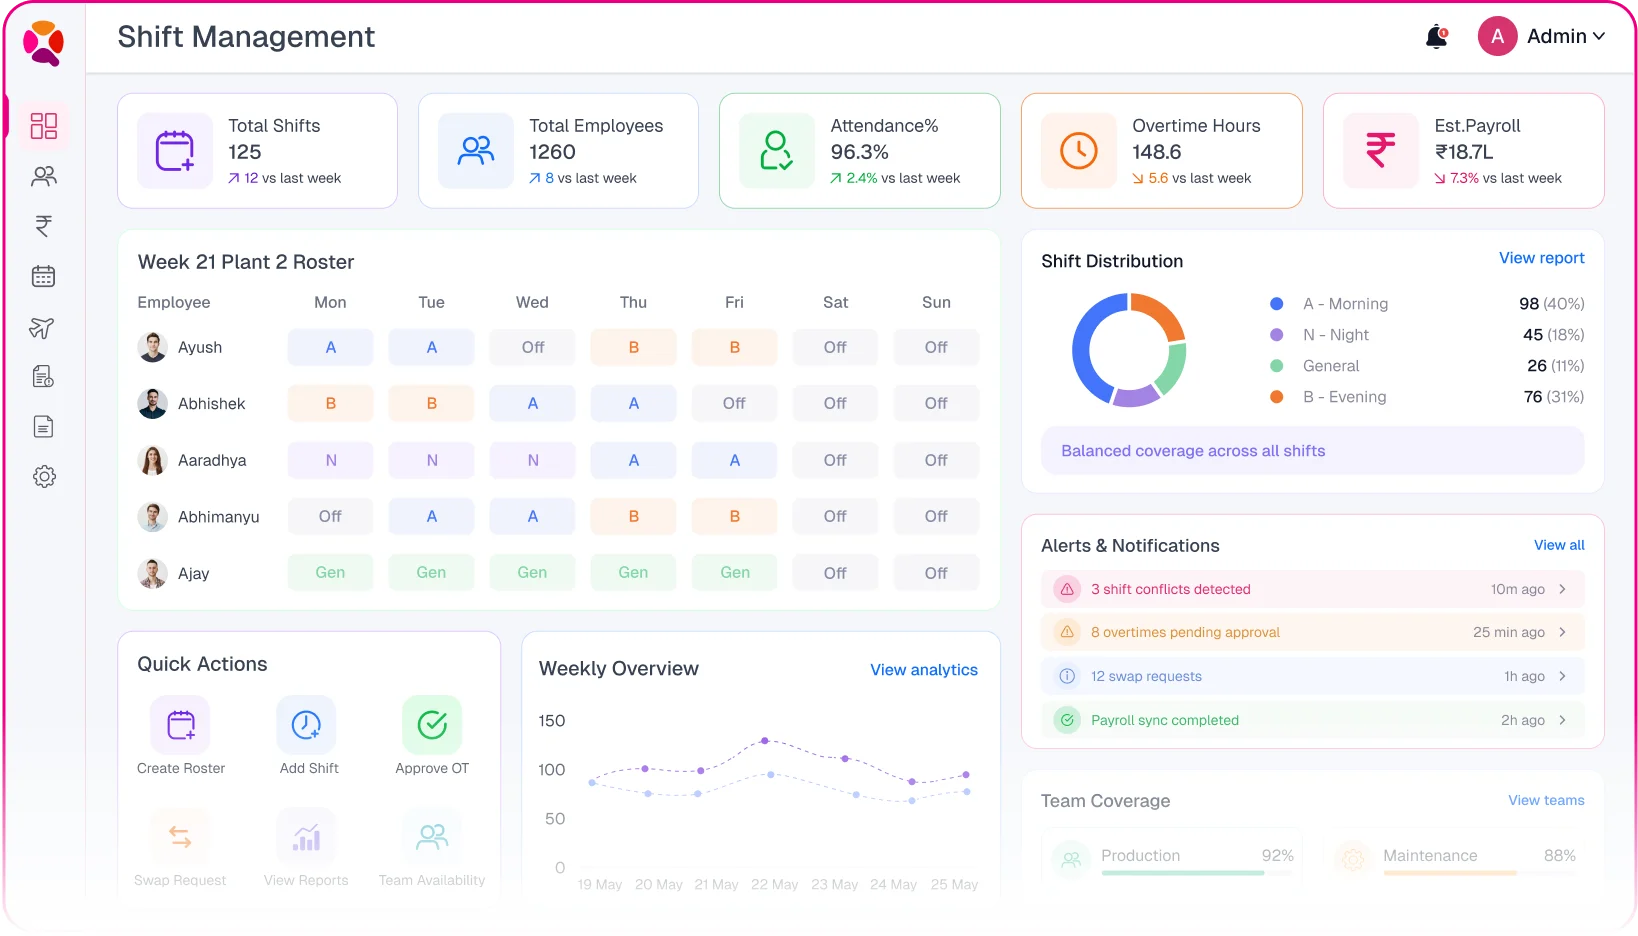 Shift Management
1
A
Admin
Total Shifts
125
12 vs last week
Total Employees
1260
8 vs last week
Attendance%
96.3%
2.4% vs last week
Overtime Hours
148.6
5.6 vs last week
Est.Payroll
₹18.7L
7.3% vs last week
Week 21 Plant 2 Roster
Employee Mon Tue Wed Thu Fri Sat Sun
Ayush A A Off B B Off Off
Abhishek B B A A Off Off Off
Aaradhya N N N A A Off Off
Abhimanyu Off A A B B Off Off
Ajay Gen Gen Gen Gen Gen Off Off
Shift Distribution
View report
A - Morning 98 (40%)
N - Night 45 (18%)
General 26 (11%)
B - Evening 76 (31%)
Balanced coverage across all shifts
Alerts & Notifications
View all
3 shift conflicts detected 10m ago
8 overtimes pending approval 25 min ago
12 swap requests 1h ago
Payroll sync completed 2h ago
Quick Actions
Create Roster
Add Shift
Approve OT
Swap Request
View Reports
Team Availability
Weekly Overview
View analytics
150
100
50
0
19 May 20 May 21 May 22 May 23 May 24 May 25 May
Team Coverage
View teams
Production 92%
Maintenance 88%